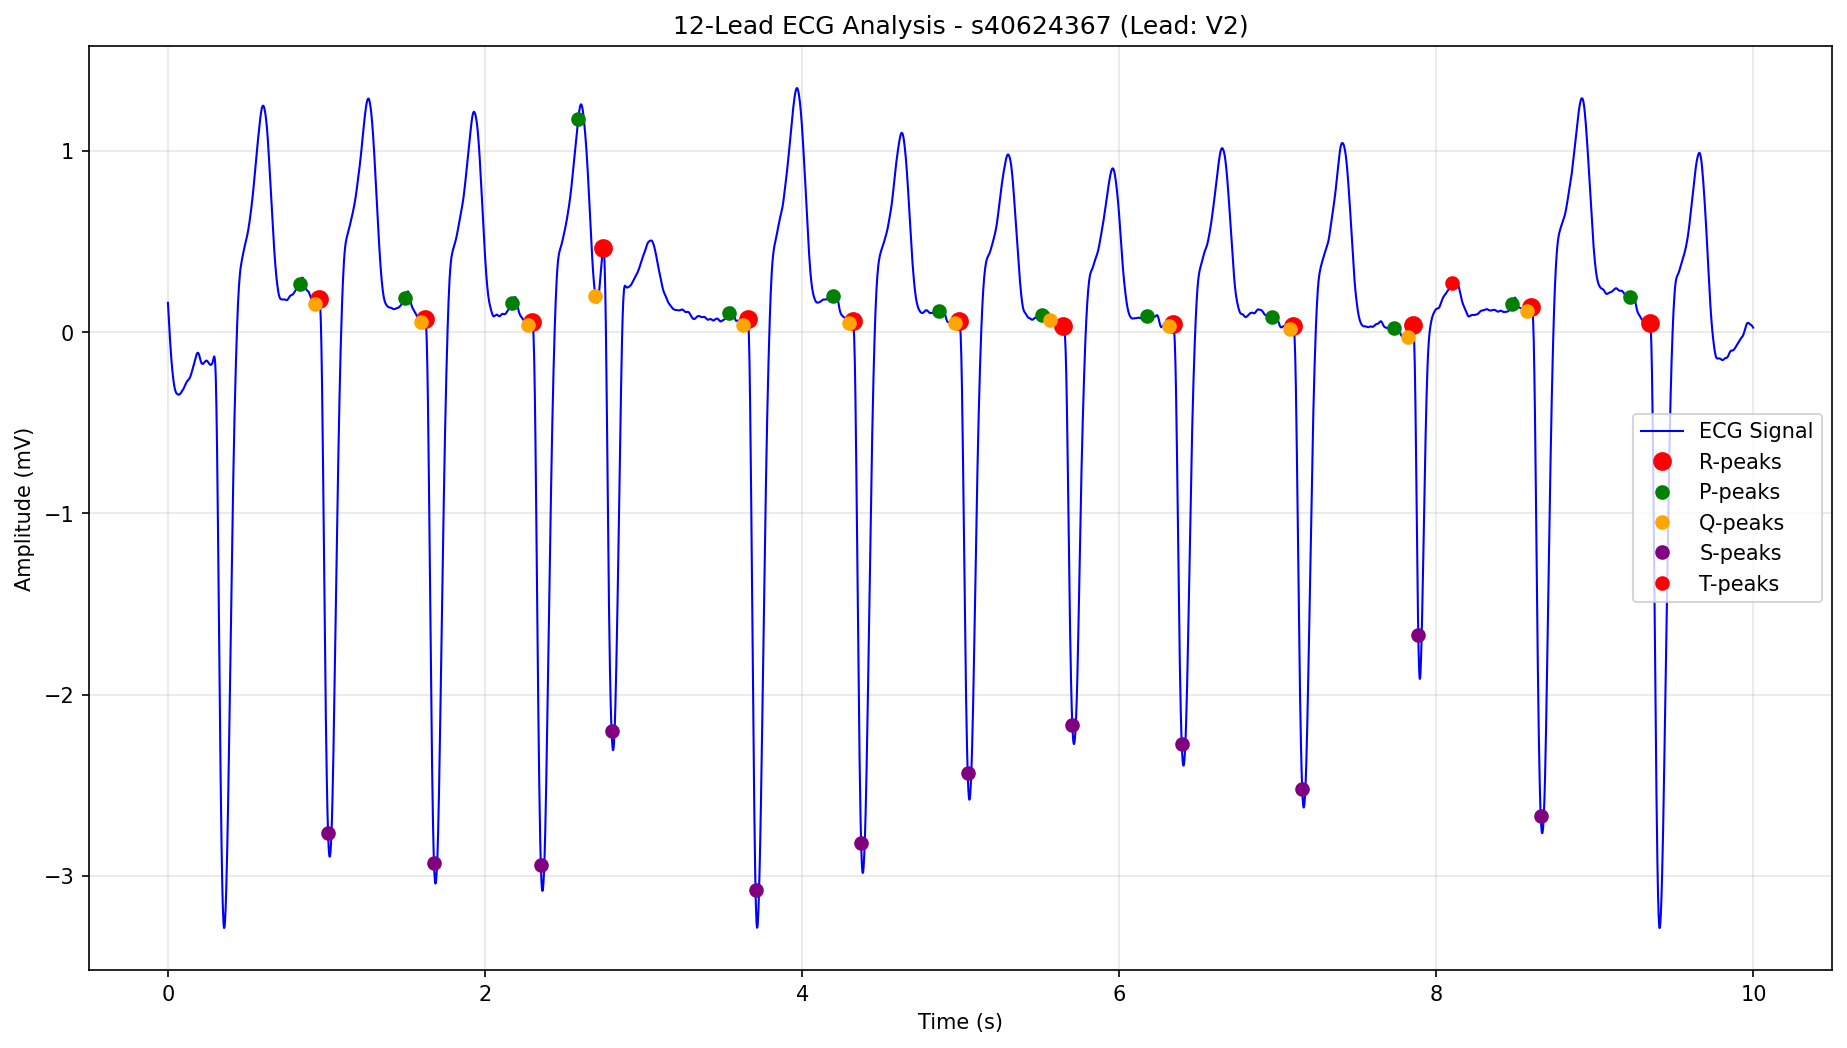 12-Lead ECG Analysis - s40624367 (Lead: V2)
Amplitude (mV)
1
0
−1
−2
−3
ECG Signal
R-peaks
P-peaks
Q-peaks
S-peaks
T-peaks
0
2
4
6
8
10
Time (s)